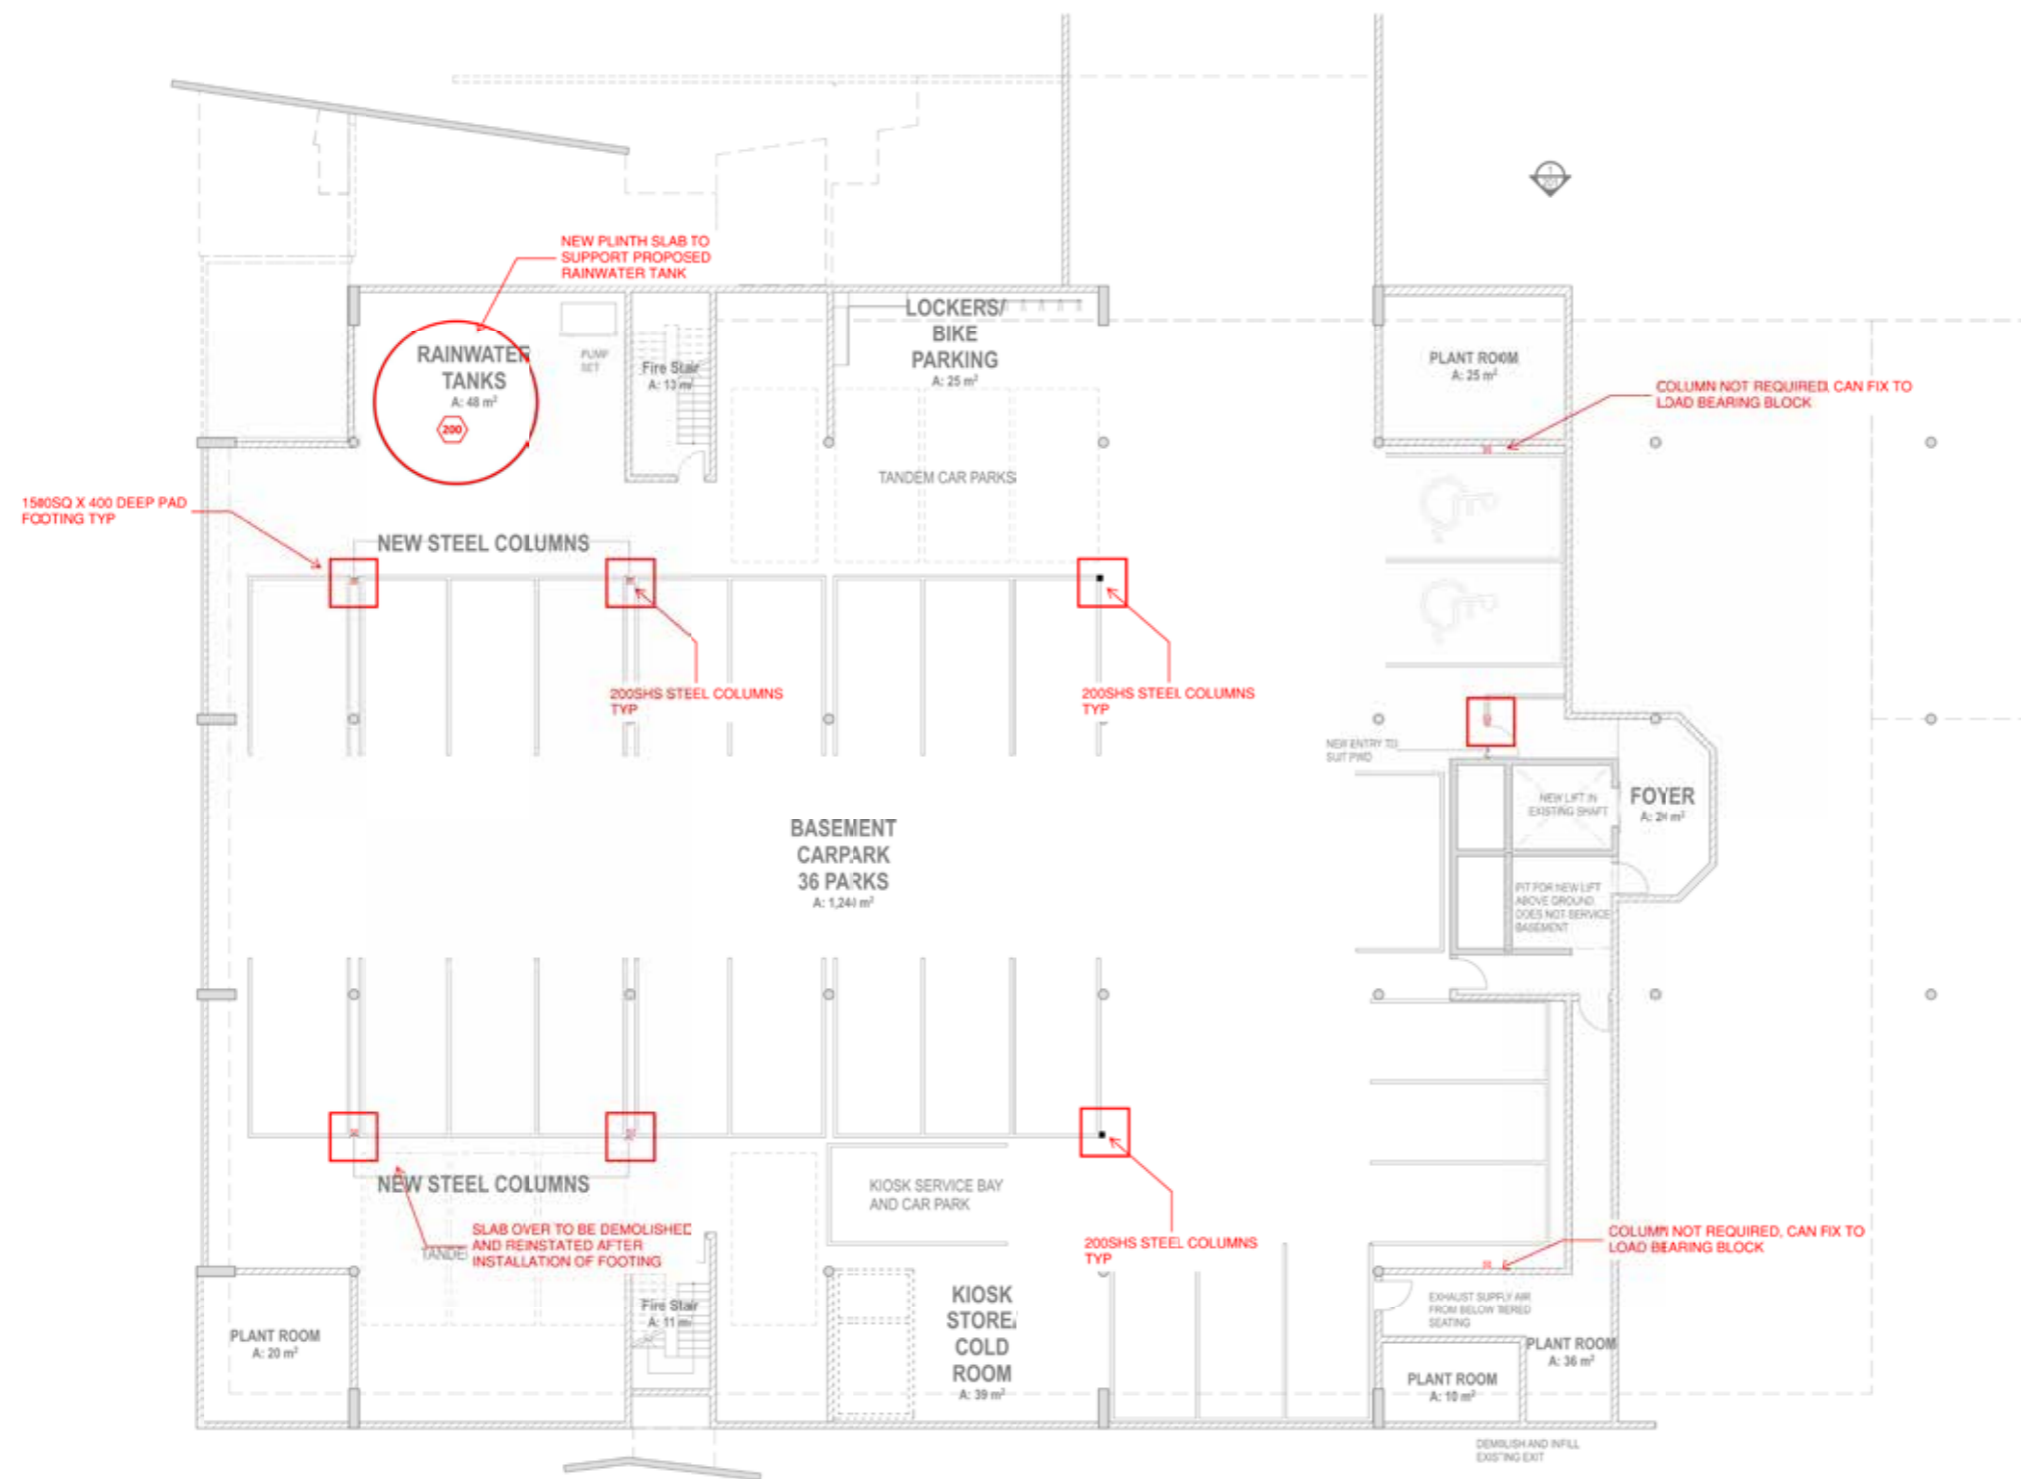 NEW PLINTH SLAB TO
SUPPORT PROPOSED
RAINWATER TANK
RAINWATER
TANKS
A: 48 m²
200
PUMP
SET
Fire Stair
A: 13 m²
LOCKERS/
BIKE
PARKING
A: 25 m²
PLANT ROOM
A: 25 m²
COLUMN NOT REQUIRED, CAN FIX TO
LOAD BEARING BLOCK
TANDEM CAR PARKS
1500SQ X 400 DEEP PAD
FOOTING TYP
NEW STEEL COLUMNS
200SHS STEEL COLUMNS
TYP
200SHS STEEL COLUMNS
TYP
NEW ENTRY TO
SUIT PWD
NEW LIFT IN
EXISTING SHAFT
FOYER
BASEMENT
CARPARK
36 PARKS
PIT FOR NEW LIFT
ABOVE GROUND.
DOES NOT SERVICE
BASEMENT
NEW STEEL COLUMNS
KIOSK SERVICE BAY
AND CAR PARK
SLAB OVER TO BE DEMOLISHED
AND REINSTATED AFTER
INSTALLATION OF FOOTING
200SHS STEEL COLUMNS
TYP
COLUMN NOT REQUIRED, CAN FIX TO
LOAD BEARING BLOCK
KIOSK
STORE/
COLD
ROOM
A: 39 m²
Fire Stair
A: 11 m²
PLANT ROOM
A: 20 m²
EXHAUST SUPPLY AIR
FROM BELOW TIERED
SEATING
PLANT ROOM
A: 36 m²
PLANT ROOM
A: 10 m²
DEMOLISH AND INFILL
EXISTING EXIT